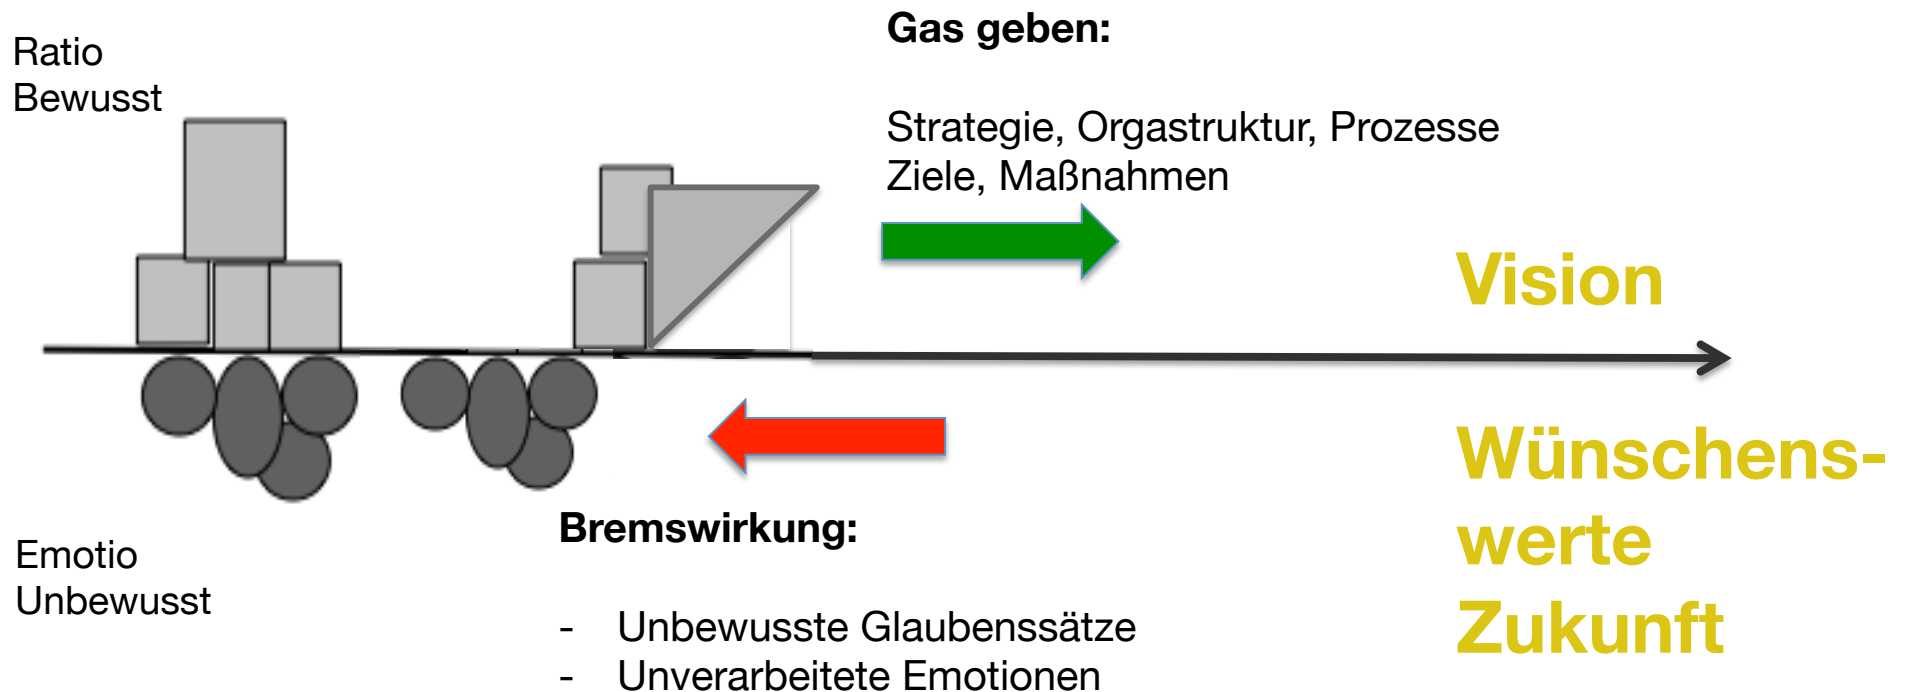 Ratio
Bewusst
Gas geben:
Strategie, Orgastruktur, Prozesse
Ziele, Maßnahmen
Vision
Wünschens-
werte
Zukunft
Emotio
Unbewusst
Bremswirkung:
- Unbewusste Glaubenssätze
- Unverarbeitete Emotionen